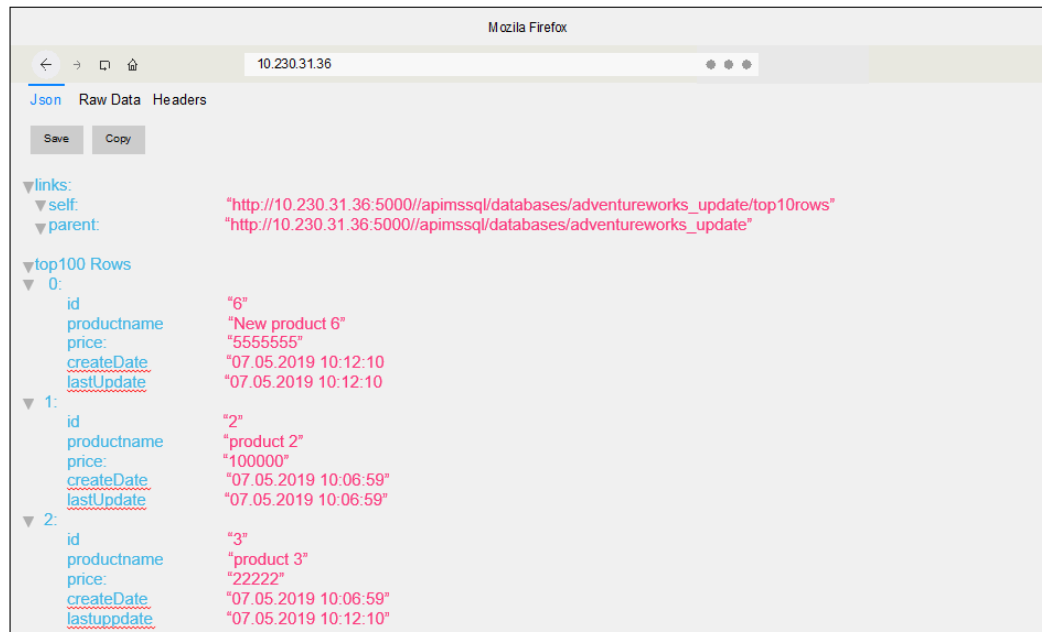 Mozila Firefox
10.230.31.36
Json Raw Data Headers
Save Copy
links:
self: “http://10.230.31.36:5000//apimssql/databases/adventureworks_update/top10rows”
parent: “http://10.230.31.36:5000//apimssql/databases/adventureworks_update”
top100 Rows
0:
id “6”
productname “New product 6”
price: “5555555”
createDate “07.05.2019 10:12:10
lastUpdate “07.05.2019 10:12:10
1:
id “2”
productname “product 2”
price: “100000”
createDate “07.05.2019 10:06:59”
lastUpdate “07.05.2019 10:06:59”
2:
id “3”
productname “product 3”
price: “22222”
createDate “07.05.2019 10:06:59”
lastuppdate “07.05.2019 10:12:10”